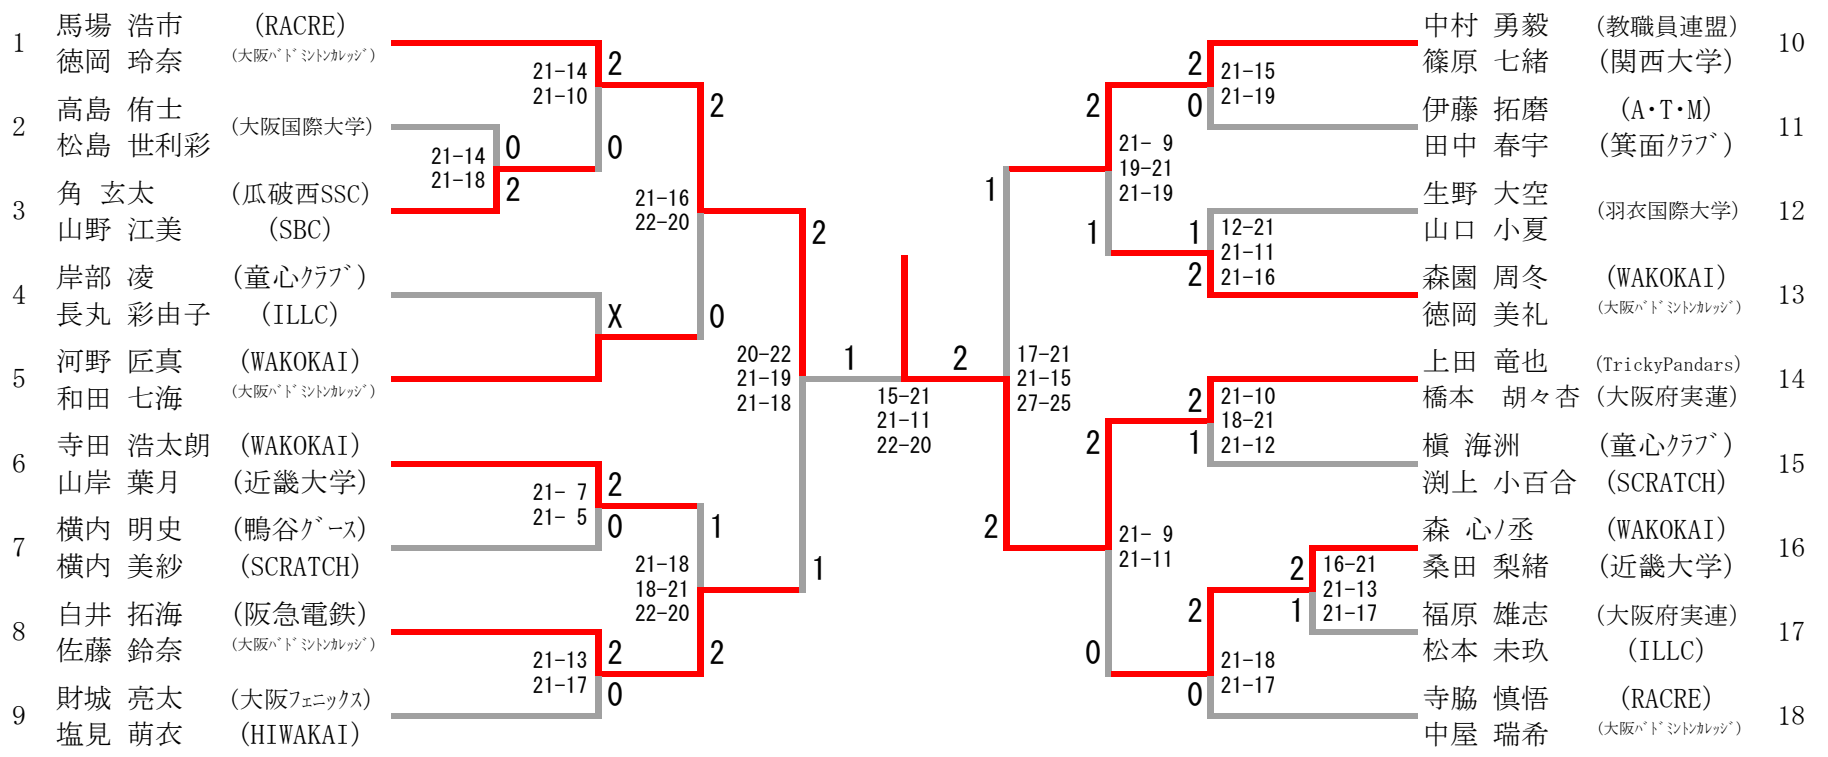 1 馬場 浩市 (RACRE)
徳岡 玲奈 (大阪ﾊﾞﾄﾞﾐﾝﾄﾝｶﾚｯｼﾞ)
2 高島 侑士 (大阪国際大学)
松島 世利彩
3 角 玄太 (瓜破西SSC)
山野 江美 (SBC)
4 岸部 凌 (童心ｸﾗﾌﾞ)
長丸 彩由子 (ILLC)
5 河野 匠真 (WAKOKAI)
和田 七海 (大阪ﾊﾞﾄﾞﾐﾝﾄﾝｶﾚｯｼﾞ)
6 寺田 浩太朗 (WAKOKAI)
山岸 葉月 (近畿大学)
7 横内 明史 (鴨谷ｸﾞｰｽ)
横内 美紗 (SCRATCH)
8 白井 拓海 (阪急電鉄)
佐藤 鈴奈 (大阪ﾊﾞﾄﾞﾐﾝﾄﾝｶﾚｯｼﾞ)
9 財城 亮太 (大阪ﾌｪﾆｯｸｽ)
塩見 萌衣 (HIWAKAI)
21-14
21-10
2
0
21-14
21-18
0
2
X
21- 7
21- 5
2
0
21-13
21-17
2
0
21-16
22-20
2
0
21-18
18-21
22-20
1
2
20-22
21-19
21-18
2
1
1
2
15-21
21-11
22-20
17-21
21-15
27-25
1
2
21- 9
19-21
21-19
2
1
21- 9
21-11
2
0
21-15
21-19
2
0
12-21
21-11
21-16
1
2
21-10
18-21
21-12
2
1
16-21
21-13
21-17
2
1
21-18
21-17
2
0
中村 勇毅 (教職員連盟) 10
篠原 七緒 (関西大学)
伊藤 拓磨 (A･T･M) 11
田中 春宇 (箕面ｸﾗﾌﾞ)
生野 大空 (羽衣国際大学) 12
山口 小夏
森園 周冬 (WAKOKAI) 13
徳岡 美礼 (大阪ﾊﾞﾄﾞﾐﾝﾄﾝｶﾚｯｼﾞ)
上田 竜也 (TrickyPandars) 14
橋本 胡々杏 (大阪府実蓮)
槇 海洲 (童心ｸﾗﾌﾞ) 15
渕上 小百合 (SCRATCH)
森 心ﾉ丞 (WAKOKAI) 16
桑田 梨緒 (近畿大学)
福原 雄志 (大阪府実連) 17
松本 未玖 (ILLC)
寺脇 慎悟 (RACRE) 18
中屋 瑞希 (大阪ﾊﾞﾄﾞﾐﾝﾄﾝｶﾚｯｼﾞ)